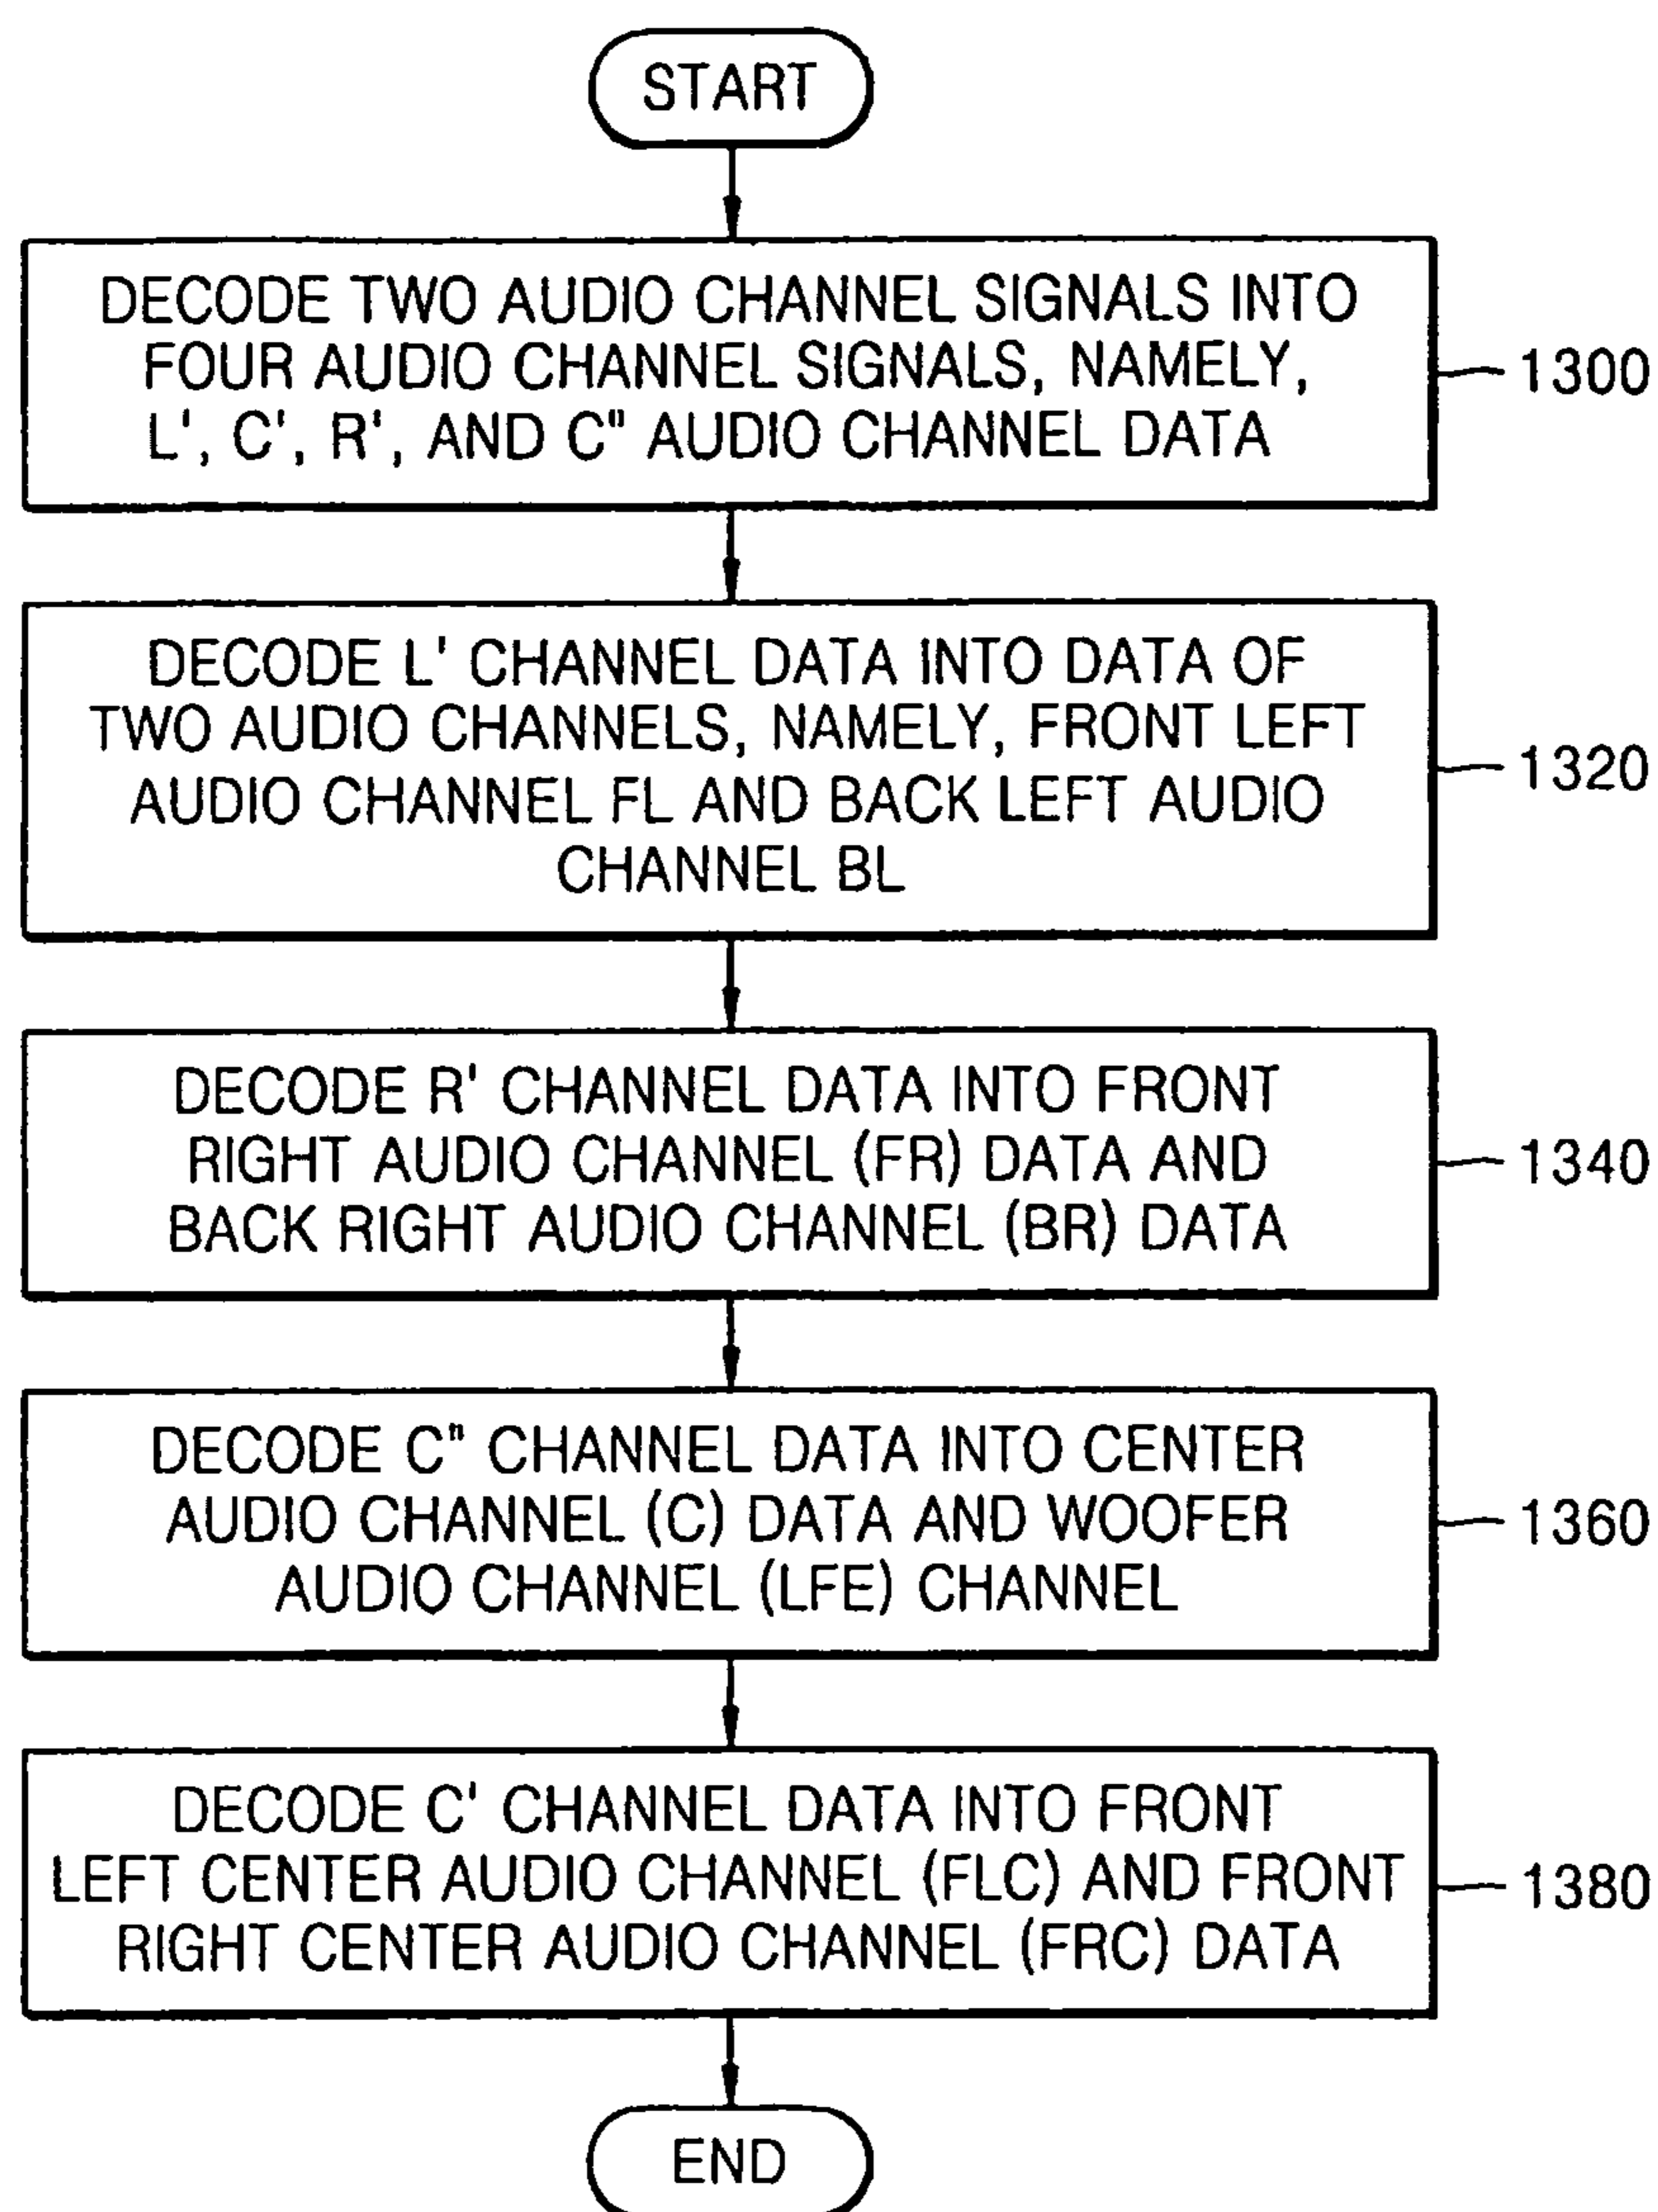 START
DECODE TWO AUDIO CHANNEL SIGNALS INTO
FOUR AUDIO CHANNEL SIGNALS, NAMELY,
L', C', R', AND C" AUDIO CHANNEL DATA
1300
DECODE L' CHANNEL DATA INTO DATA OF
TWO AUDIO CHANNELS, NAMELY, FRONT LEFT
AUDIO CHANNEL FL AND BACK LEFT AUDIO
CHANNEL BL
1320
DECODE R' CHANNEL DATA INTO FRONT
RIGHT AUDIO CHANNEL (FR) DATA AND
BACK RIGHT AUDIO CHANNEL (BR) DATA
1340
DECODE C" CHANNEL DATA INTO CENTER
AUDIO CHANNEL (C) DATA AND WOOFER
AUDIO CHANNEL (LFE) CHANNEL
1360
DECODE C' CHANNEL DATA INTO FRONT
LEFT CENTER AUDIO CHANNEL (FLC) AND FRONT
RIGHT CENTER AUDIO CHANNEL (FRC) DATA
1380
END